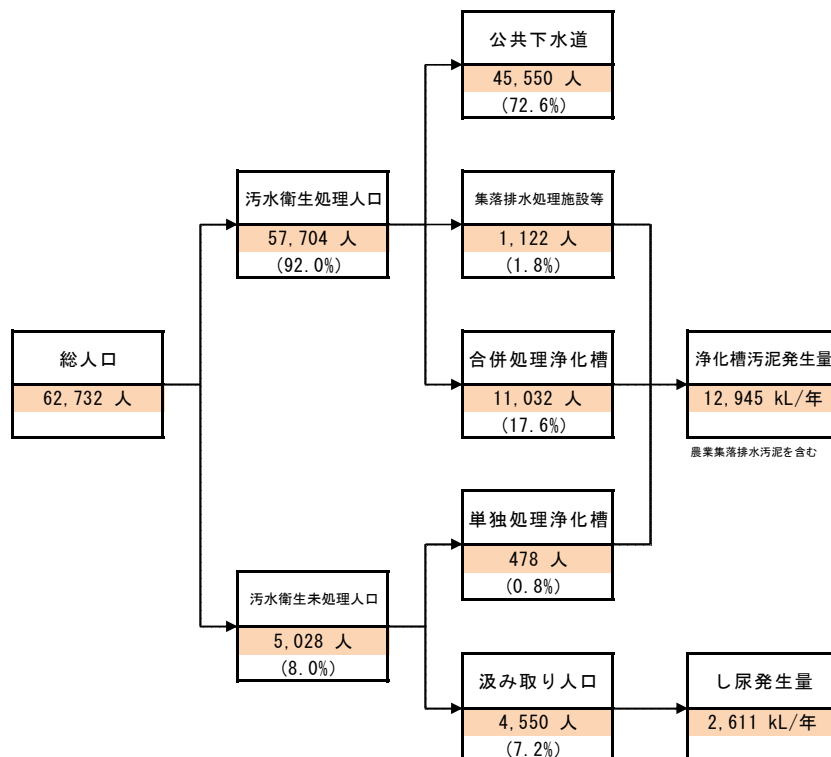 公共下水道
45,550 人
(72.6%)
汚水衛生処理人口
57,704 人
(92.0%)
集落排水処理施設等
1,122 人
(1.8%)
総人口
62,732 人
合併処理浄化槽
11,032 人
(17.6%)
浄化槽汚泥発生量
12,945 kL/年
農業集落排水汚泥を含む
単独処理浄化槽
478 人
(0.8%)
汚水衛生未処理人口
5,028 人
(8.0%)
汲み取り人口
4,550 人
(7.2%)
し尿発生量
2,611 kL/年